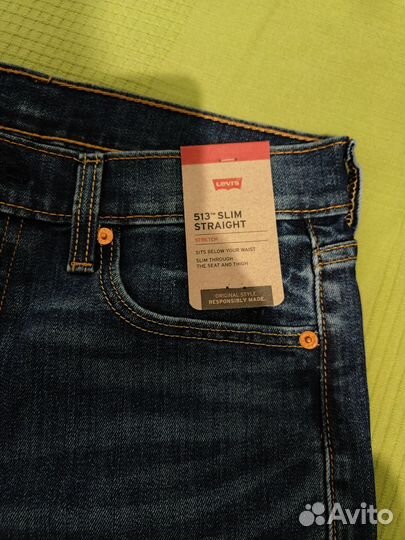 LEVI'S
513™ SLIM
STRAIGHT
STRETCH
SITS BELOW YOUR WAIST
SLIM THROUGH
THE SEAT AND THIGH
ORIGINAL STYLE
RESPONSIBLY MADE.
Avito